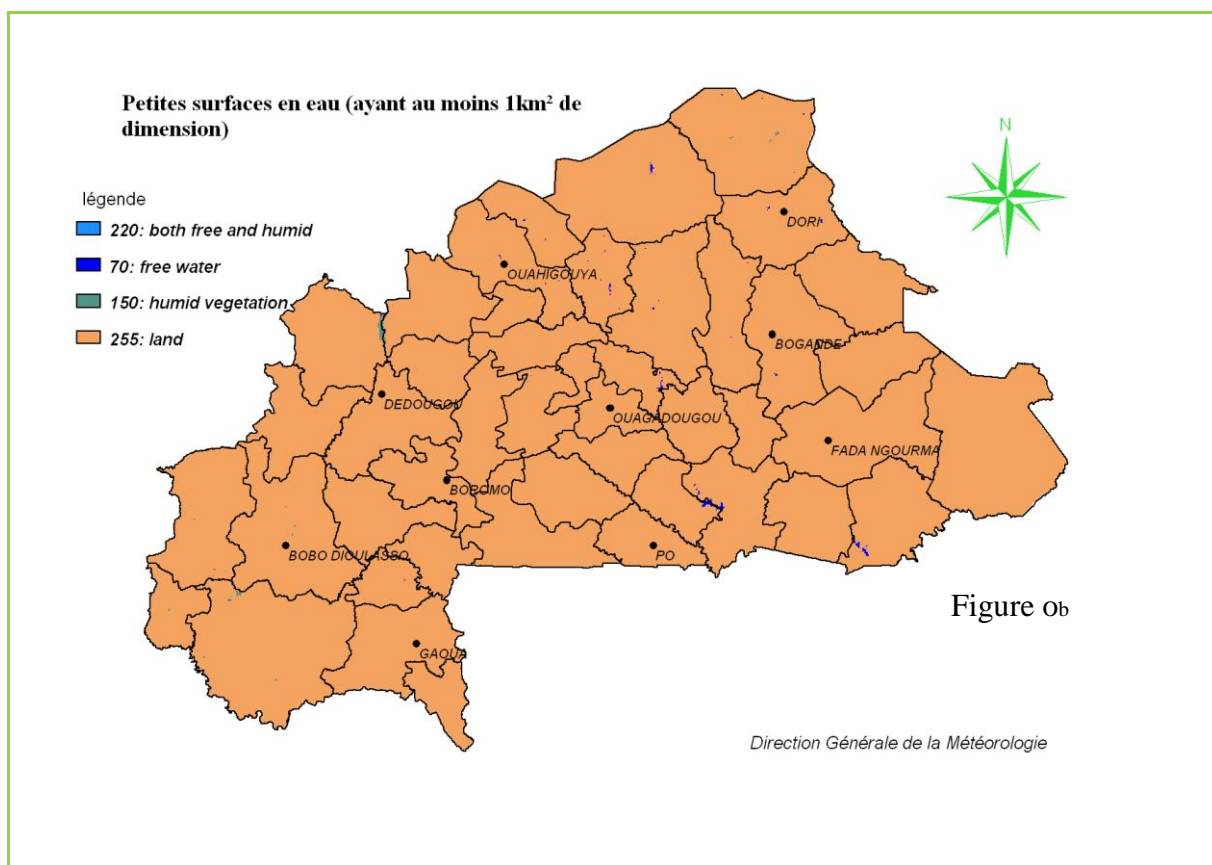 Petites surfaces en eau (ayant au moins 1km² de
dimension)
N
légende
220: both free and humid
70: free water
150: humid vegetation
255: land
DORI
OUAHIGOUYA
BOGANDE
DEDOUGOU
OUAGADOUGOU
FADA NGOURMA
BOROMO
BOBO DIOULASSO
PO
Figure ob
GAOUA
Direction Générale de la Météorologie